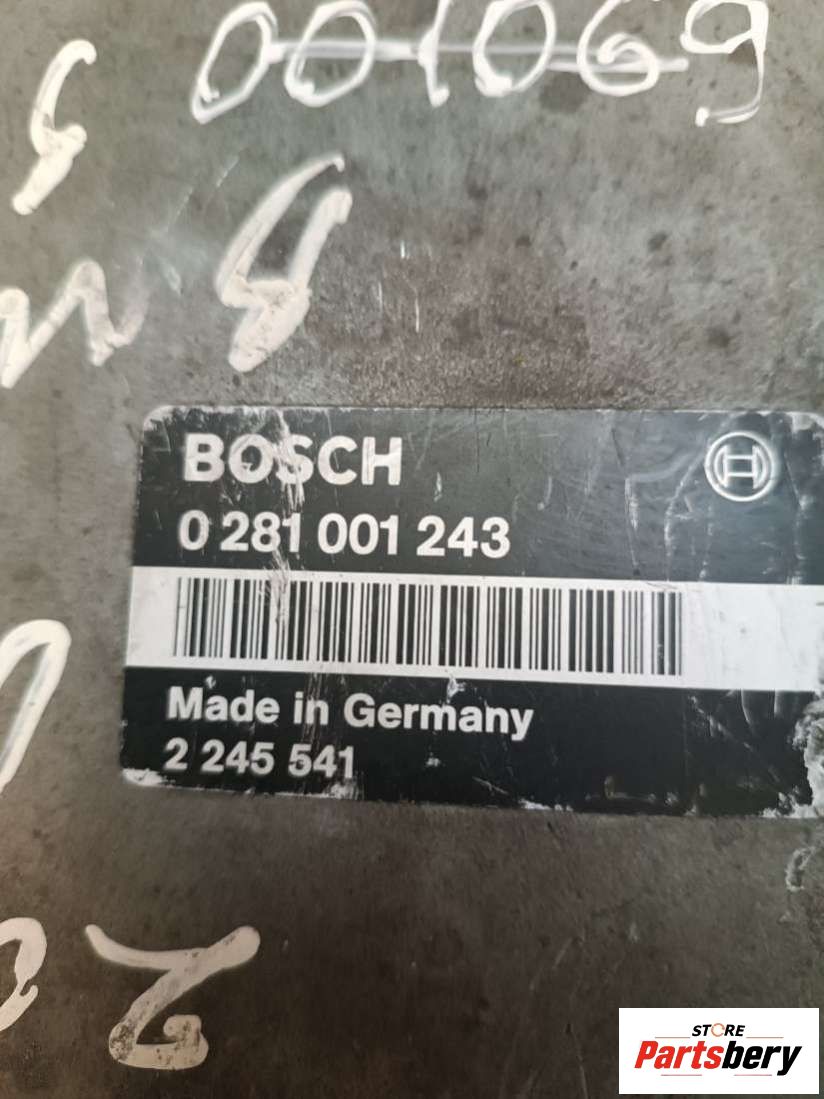 001069
BOSCH
0 281 001 243
Made in Germany
2 245 541
STORE
Partsbery